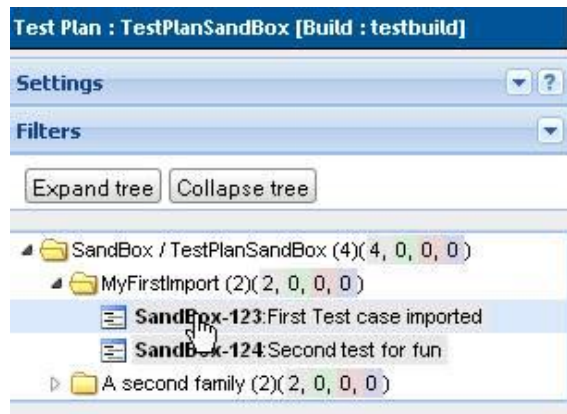 Test Plan : TestPlanSandBox [Build : testbuild]
Settings ?
Filters
Expand tree Collapse tree
SandBox / TestPlanSandBox (4)(4, 0, 0, 0)
MyFirstImport (2)(2, 0, 0, 0)
SandBox-123:First Test case imported
SandBox-124:Second test for fun
A second family (2)(2, 0, 0, 0)